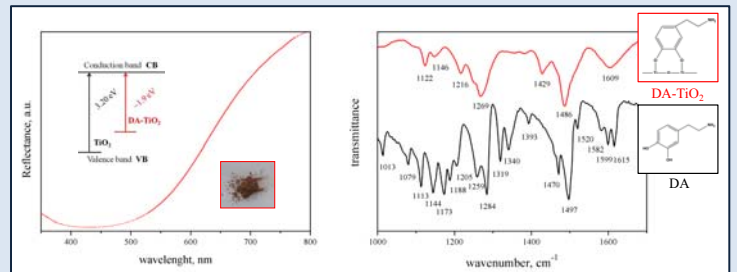 Reflectance, a.u.
Conduction band CB
3.20 eV
~1.9 eV
DA-TiO2
TiO2
Valence band VB
400
500
600
700
800
wavelenght, nm
transmittance
1122
1146
1216
1269
1429
1486
1609
1013
1079
1113
1144
1173
1188
1205
1259
1284
1319
1340
1393
1470
1497
1520
1582
1599
1615
1000
1200
1400
1600
wavenumber, cm-1
NH2
DA-TiO2
HO
HO
NH2
DA